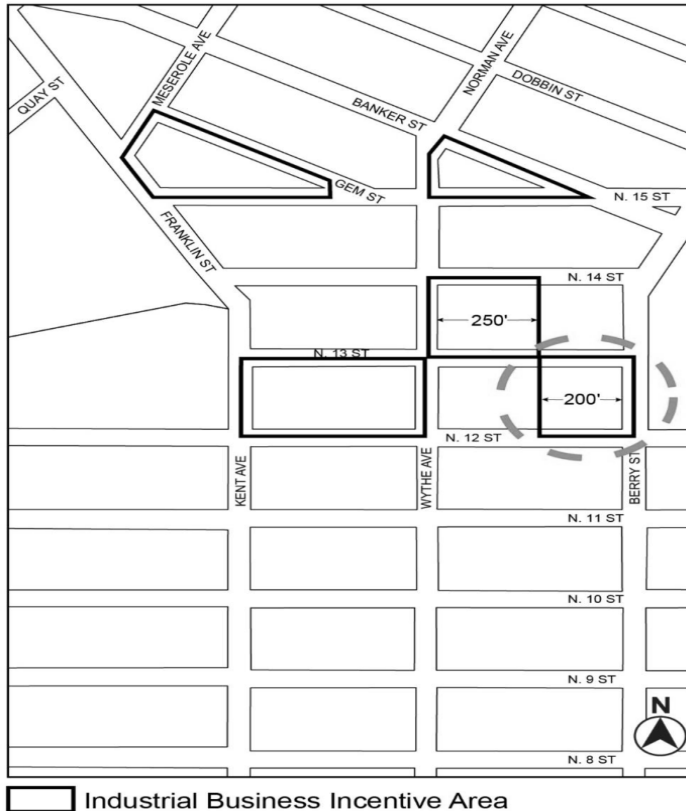 MESEROLE AVE
NORMAN AVE
QUAY ST
DOBBIN ST
BANKER ST
GEM ST
N. 15 ST
FRANKLIN ST
N. 14 ST
250'
N. 13 ST
200'
N. 12 ST
KENT AVE
WYTHE AVE
BERRY ST
N. 11 ST
N. 10 ST
N. 9 ST
N
N. 8 ST
Industrial Business Incentive Area